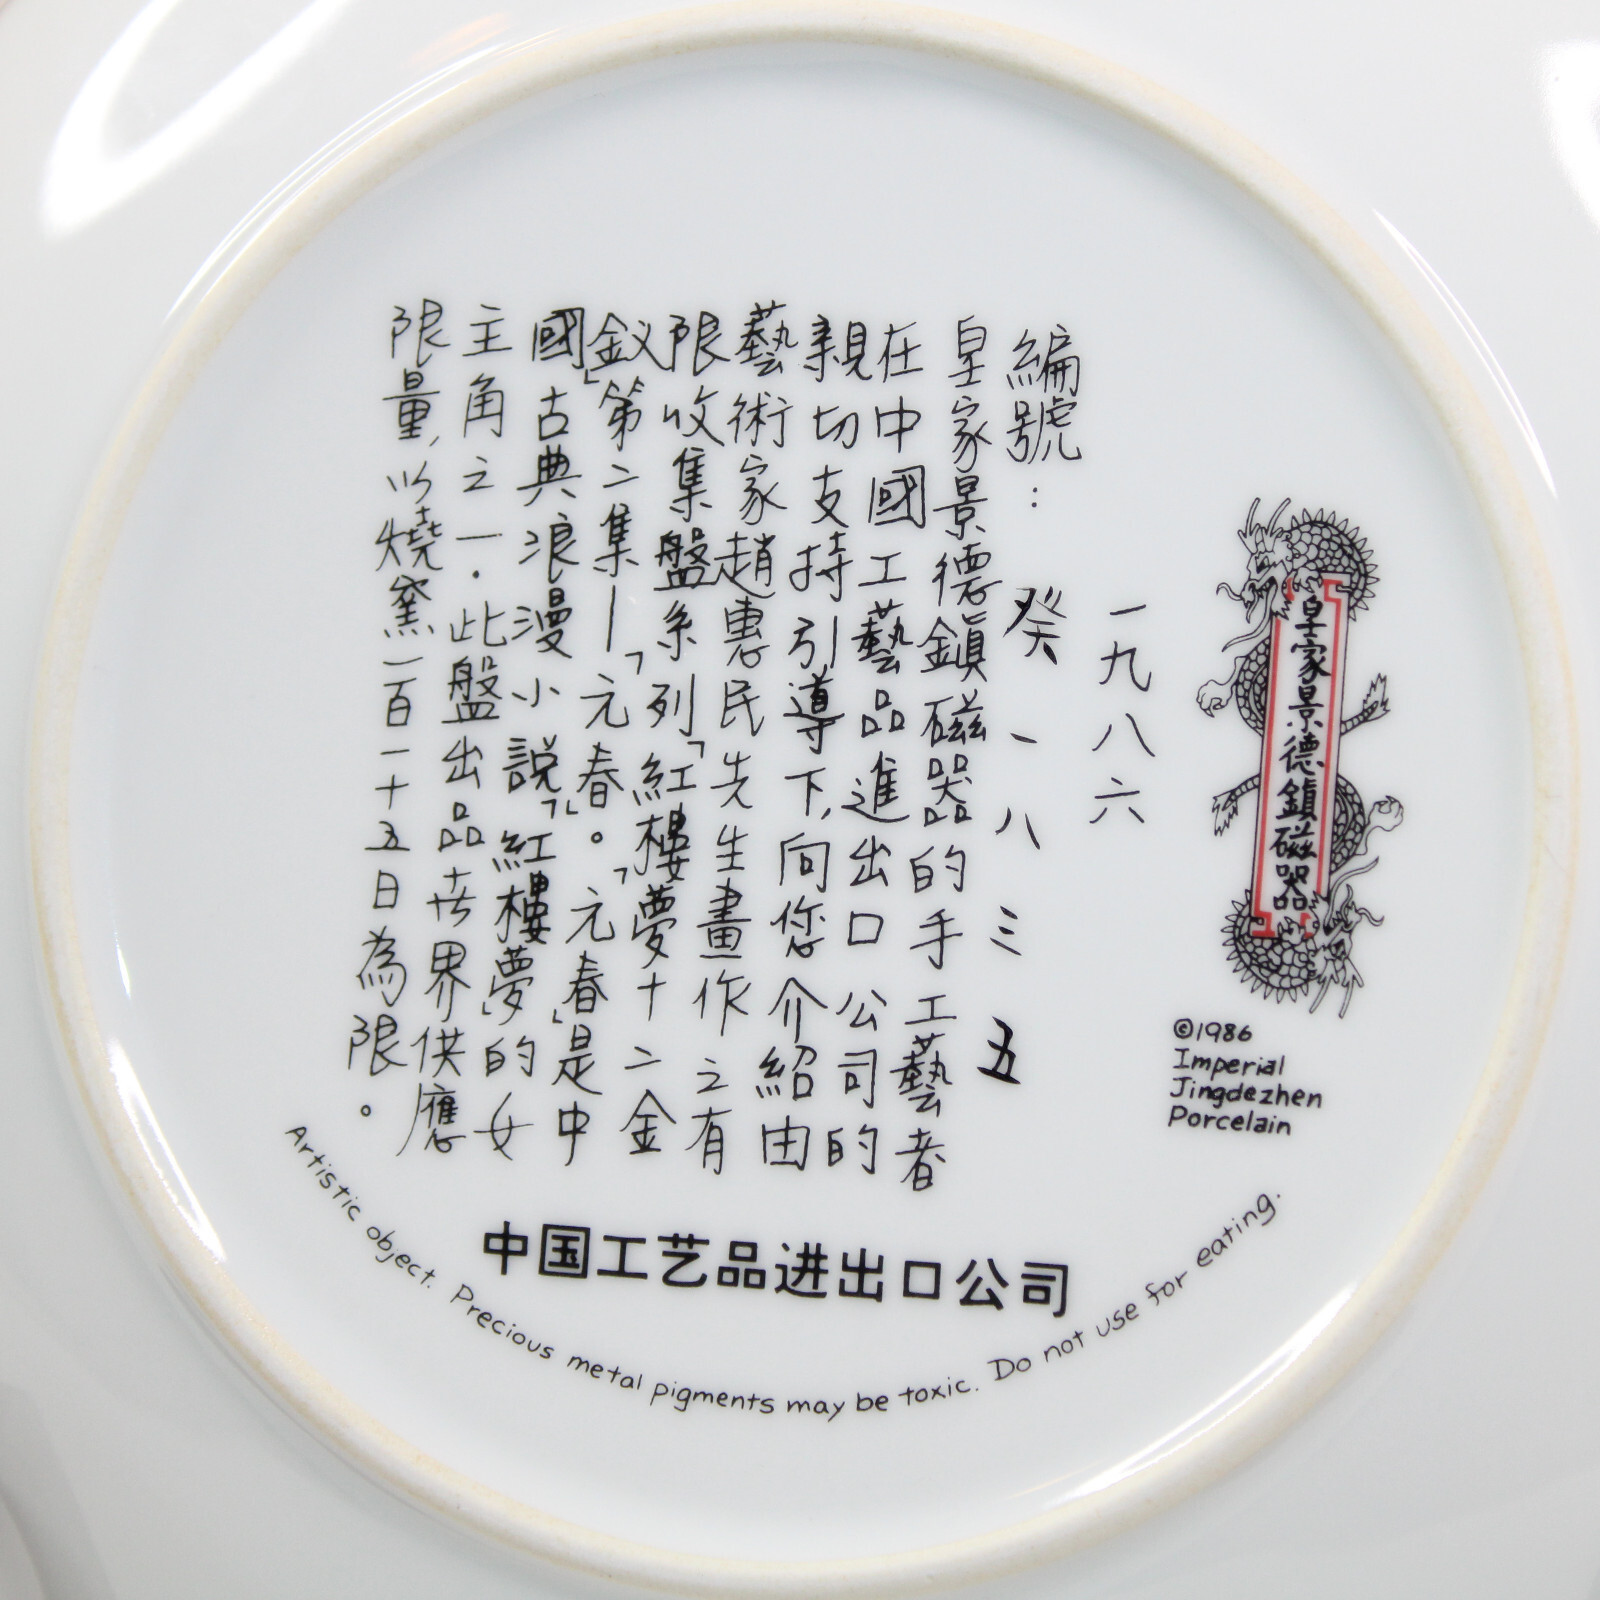 皇家景德鎮磁器
©1986
Imperial
Jingdezhen
Porcelain
一九八六
編號：癸一八三五
皇家景德鎮磁器的手工藝者
在中國工藝品進出口公司的
親切支持引導下,向您介紹由
藝術家趙惠民先生畫作之有
限收集盤系列「紅樓夢十二金
釵」第二集—「元春」。「元春」是中
國古典浪漫小說「紅樓夢」的女
主角之一.此盤出品世界供應
限量,以燒窯一百一十五日為限。
中国工艺品进出口公司
Artistic object. Precious metal pigments may be toxic. Do not use for eating.